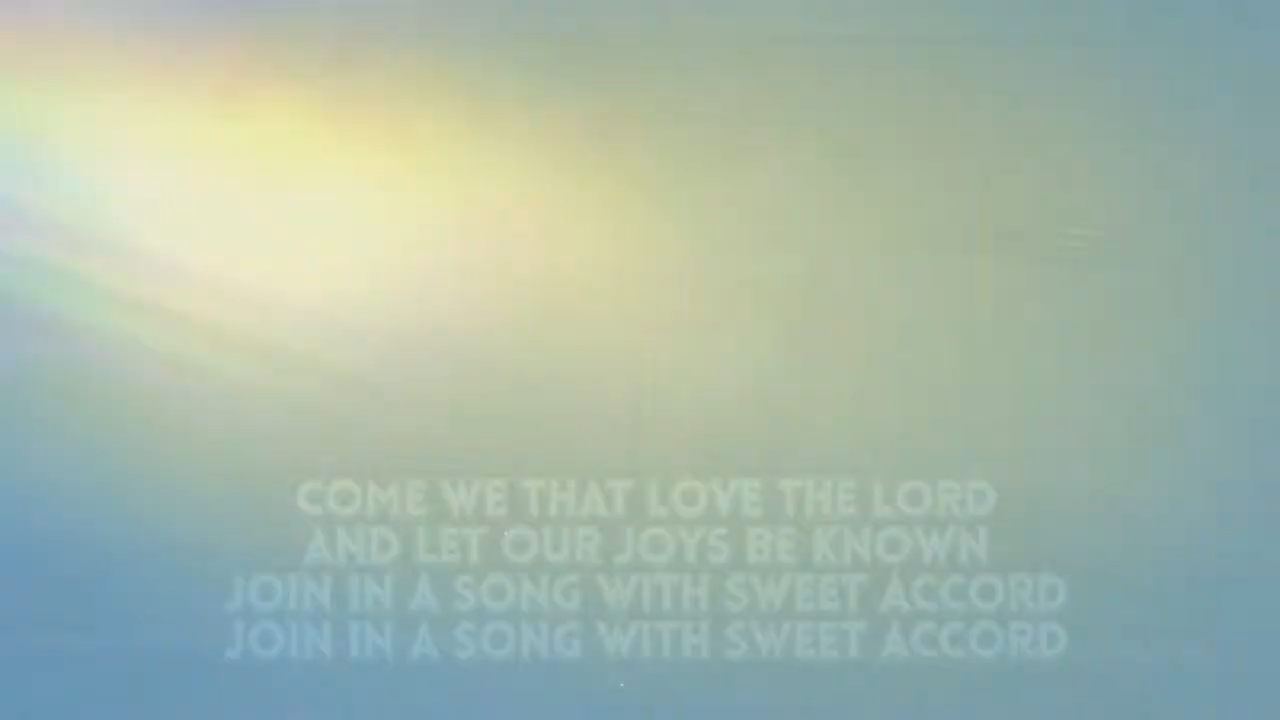 COME WE THAT LOVE THE LORD
AND LET OUR JOYS BE KNOWN
JOIN IN A SONG WITH SWEET ACCORD
JOIN IN A SONG WITH SWEET ACCORD